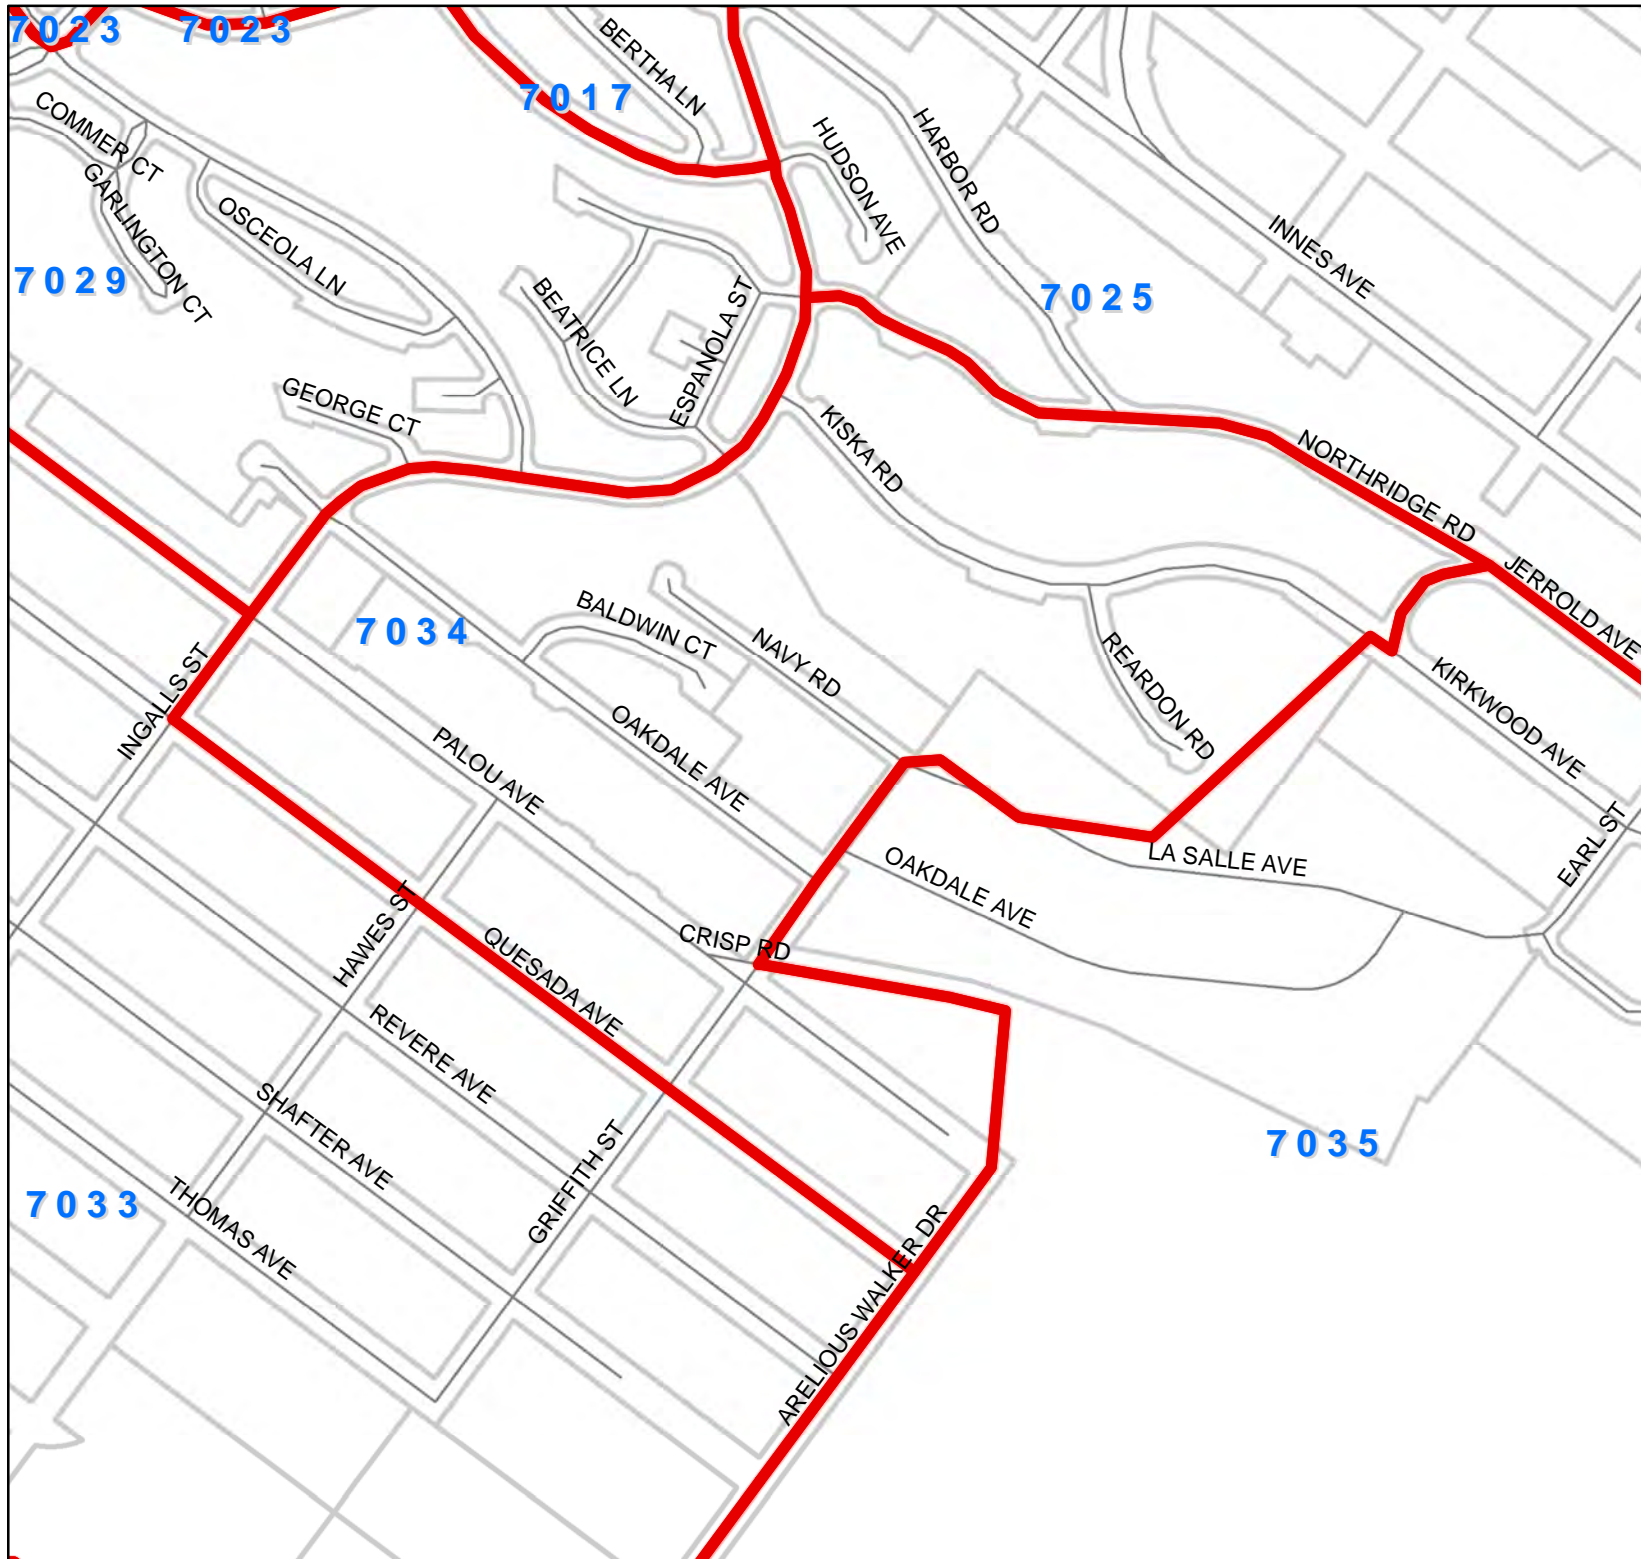 7023
7023
BERTHA LN
7017
COMMER CT
HUDSON AVE
HARBOR RD
GARLINGTON CT
OSCEOLA LN
INNES AVE
7029
7025
BEATRICE LN
ESPANOLA ST
GEORGE CT
KISKA RD
NORTHRIDGE RD
JERROLD AVE
BALDWIN CT
7034
NAVY RD
REARDON RD
KIRKWOOD AVE
INGALLS ST
OAKDALE AVE
PALOU AVE
LA SALLE AVE
EARL ST
OAKDALE AVE
CRISP RD
HAWES ST
QUESADA AVE
REVERE AVE
SHAFTER AVE
GRIFFITH ST
7035
7033
THOMAS AVE
ARELIOUS WALKER DR